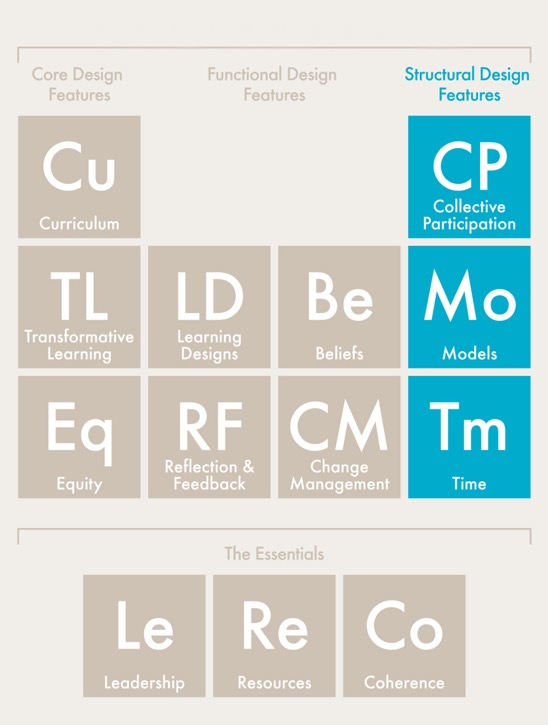 Core Design
Features
Functional Design
Features
Structural Design
Features
Cu
Curriculum
CP
Collective
Participation
TL
Transformative
Learning
LD
Learning
Designs
Be
Beliefs
Mo
Models
Eq
Equity
RF
Reflection &
Feedback
CM
Change
Management
Tm
Time
The Essentials
Le
Leadership
Re
Resources
Co
Coherence